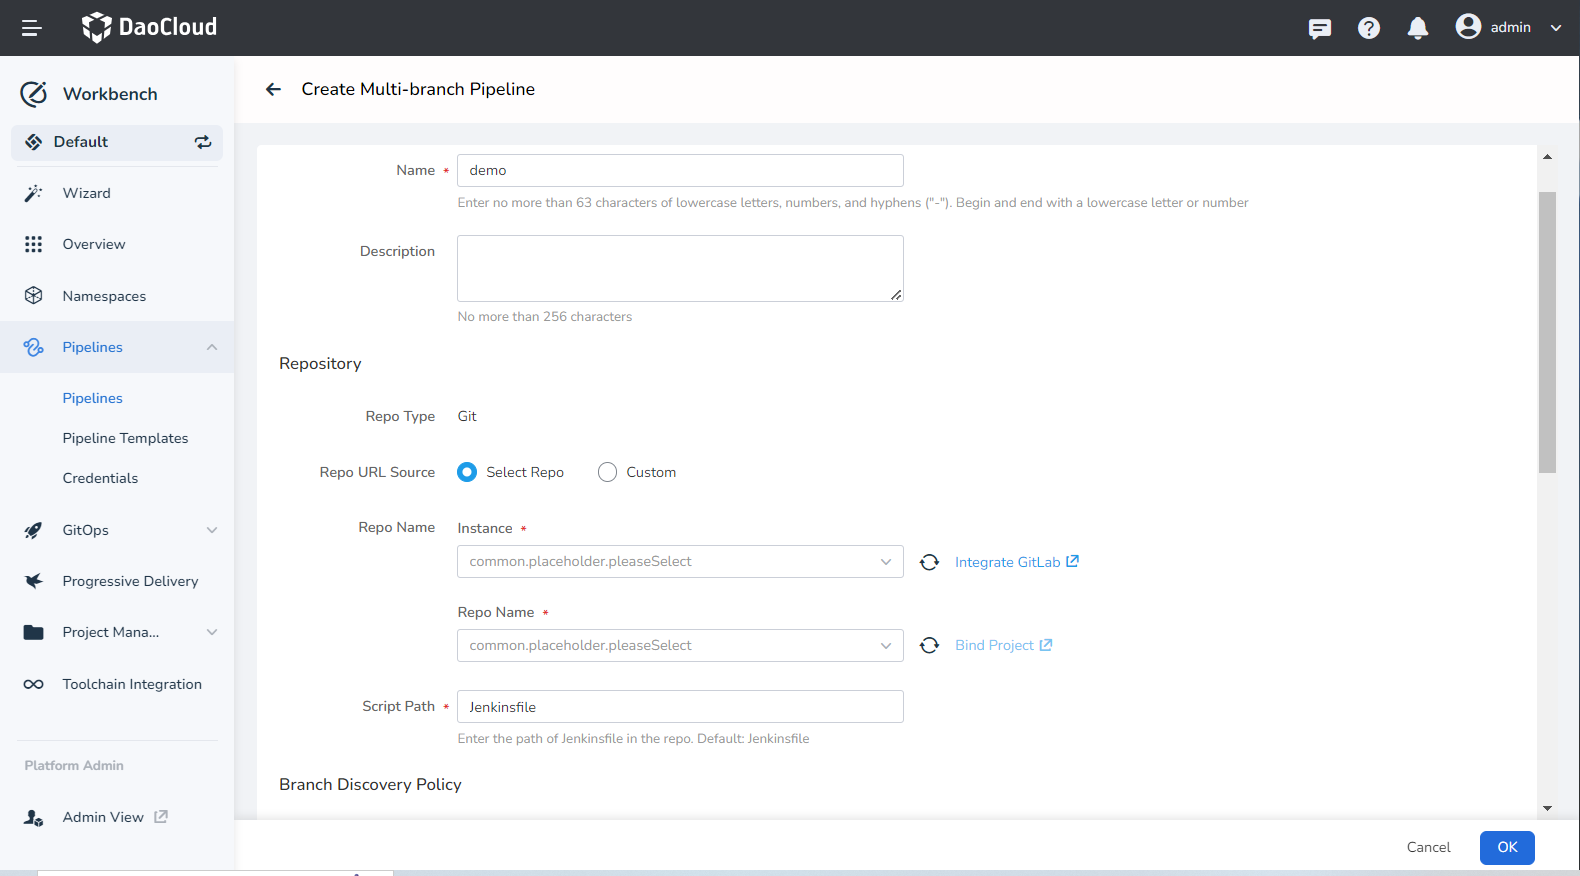 DaoCloud
admin
Workbench
Default
Wizard
Overview
Namespaces
Pipelines
Pipelines
Pipeline Templates
Credentials
GitOps
Progressive Delivery
Project Mana...
Toolchain Integration
Platform Admin
Admin View
Create Multi-branch Pipeline
Name *
demo
Enter no more than 63 characters of lowercase letters, numbers, and hyphens ("-"). Begin and end with a lowercase letter or number
Description
No more than 256 characters
Repository
Repo Type Git
Repo URL Source Select Repo Custom
Repo Name Instance *
common.placeholder.pleaseSelect Integrate GitLab
Repo Name *
common.placeholder.pleaseSelect Bind Project
Script Path * Jenkinsfile
Enter the path of Jenkinsfile in the repo. Default: Jenkinsfile
Branch Discovery Policy
Cancel OK